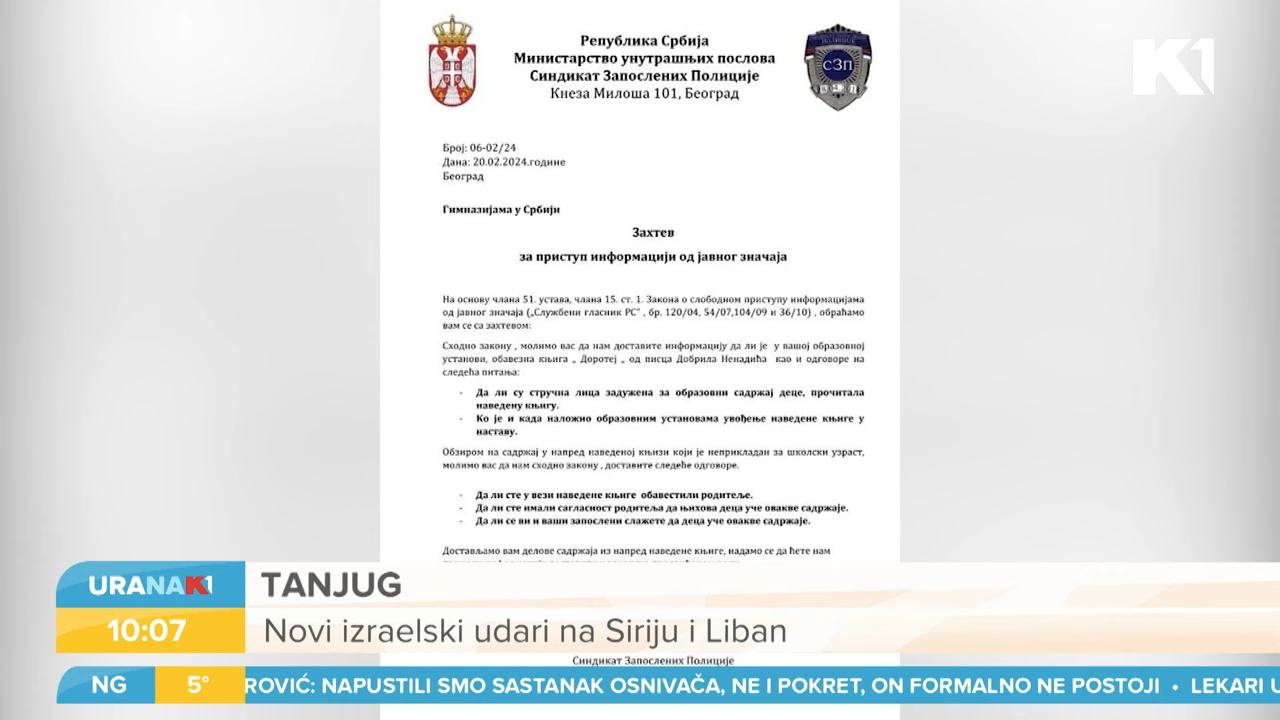 Република Србија
Министарство унутрашњих послова
Синдикат Запослених Полиције
Кнеза Милоша 101, Београд
СЗП
K1
Број: 06-02/24
Дана: 20.02.2024.године
Београд
Гимназијама у Србији
Захтев
за приступ информацији од јавног значаја
На основу члана 51. устава, члана 15. ст. 1. Закона о слободном приступу информацијама
од јавног значаја („Службени гласник РС“ , бр. 120/04, 54/07,104/09 и 36/10) , обраћамо
вам се са захтевом:
Сходно закону , молимо вас да нам доставите информацију да ли је у вашој образовној
установи, обавезна књига „ Доротеј „ од писца Добрила Ненадића као и одговоре на
следећа питања:
- Да ли су стручна лица задужена за образовни садржај деце, прочитала
наведену књигу.
- Ко је и када наложио образовним установама увођење наведене књиге у
наставу.
Обзиром на садржај у напред наведеној књизи који је неприкладан за школски узраст,
молимо вас да нам сходно закону , доставите следеће одговоре.
- Да ли сте у вези наведене књиге обавестили родитеље.
- Да ли сте имали сагласност родитеља да њихова деца уче овакве садржаје.
- Да ли се ви и ваши запослени слажете да деца уче овакве садржаје.
Достављамо вам делове садржаја из напред наведене књиге, надамо се да ћете нам
URANAK1
TANJUG
10:07
Novi izraelski udari na Siriju i Liban
Синдикат Запослених Полиције
NG
5°
ROVIĆ: NAPUSTILI SMO SASTANAK OSNIVAČA, NE I POKRET, ON FORMALNO NE POSTOJI • LEKARI U